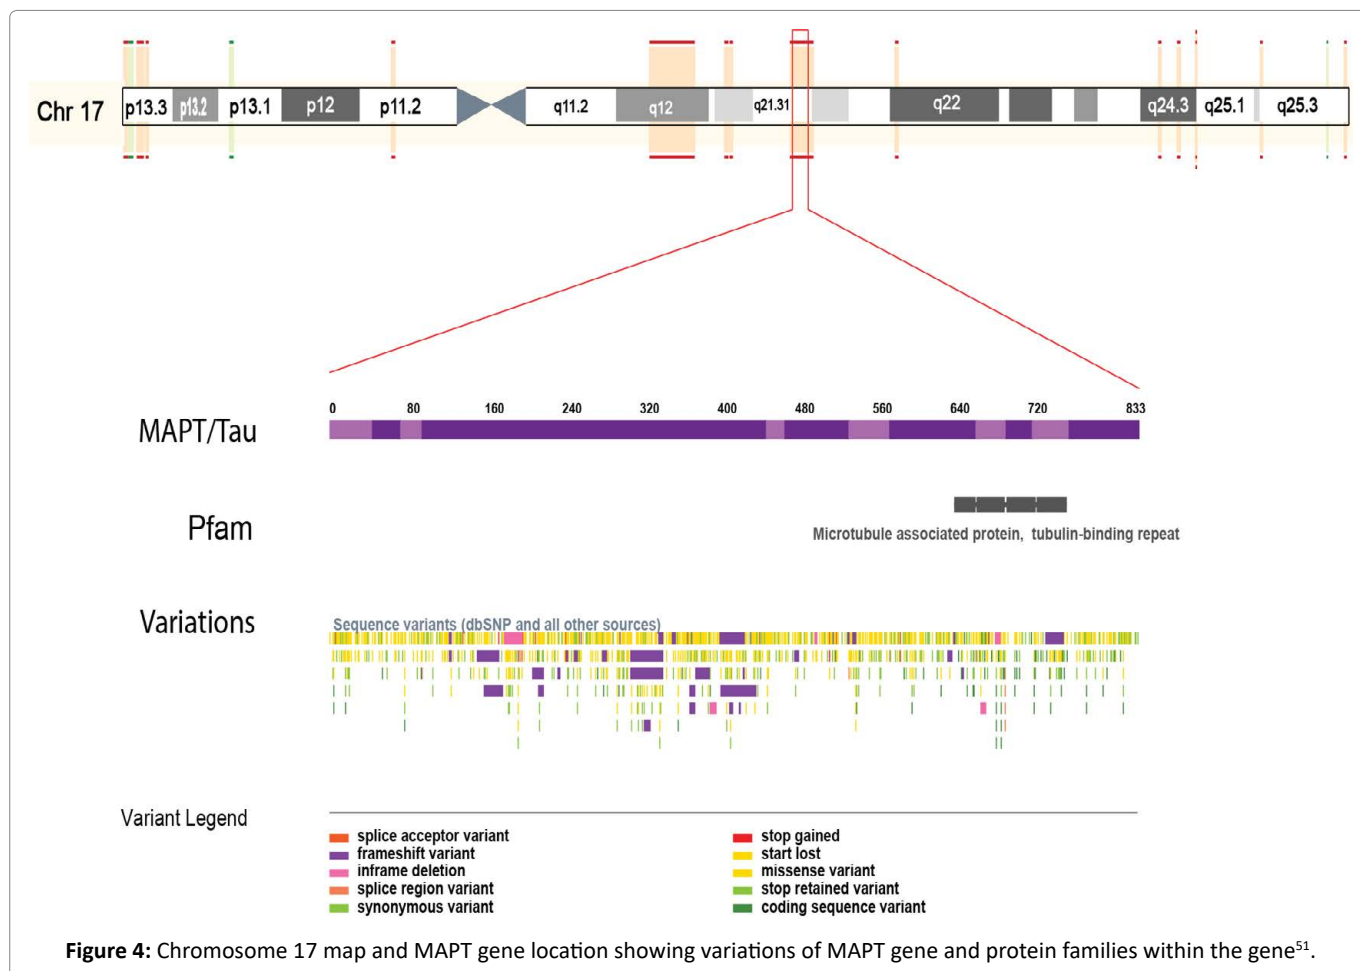 Chr 17
p13.3 p13.2 p13.1 p12 p11.2 q11.2 q12 q21.31 q22 q24.3 q25.1 q25.3
0 80 160 240 320 400 480 560 640 720 833
MAPT/Tau
Pfam
Microtubule associated protein, tubulin-binding repeat
Variations
Sequence variants (dbSNP and all other sources)
Variant Legend
splice acceptor variant
frameshift variant
inframe deletion
splice region variant
synonymous variant
stop gained
start lost
missense variant
stop retained variant
coding sequence variant
Figure 4: Chromosome 17 map and MAPT gene location showing variations of MAPT gene and protein families within the gene51.